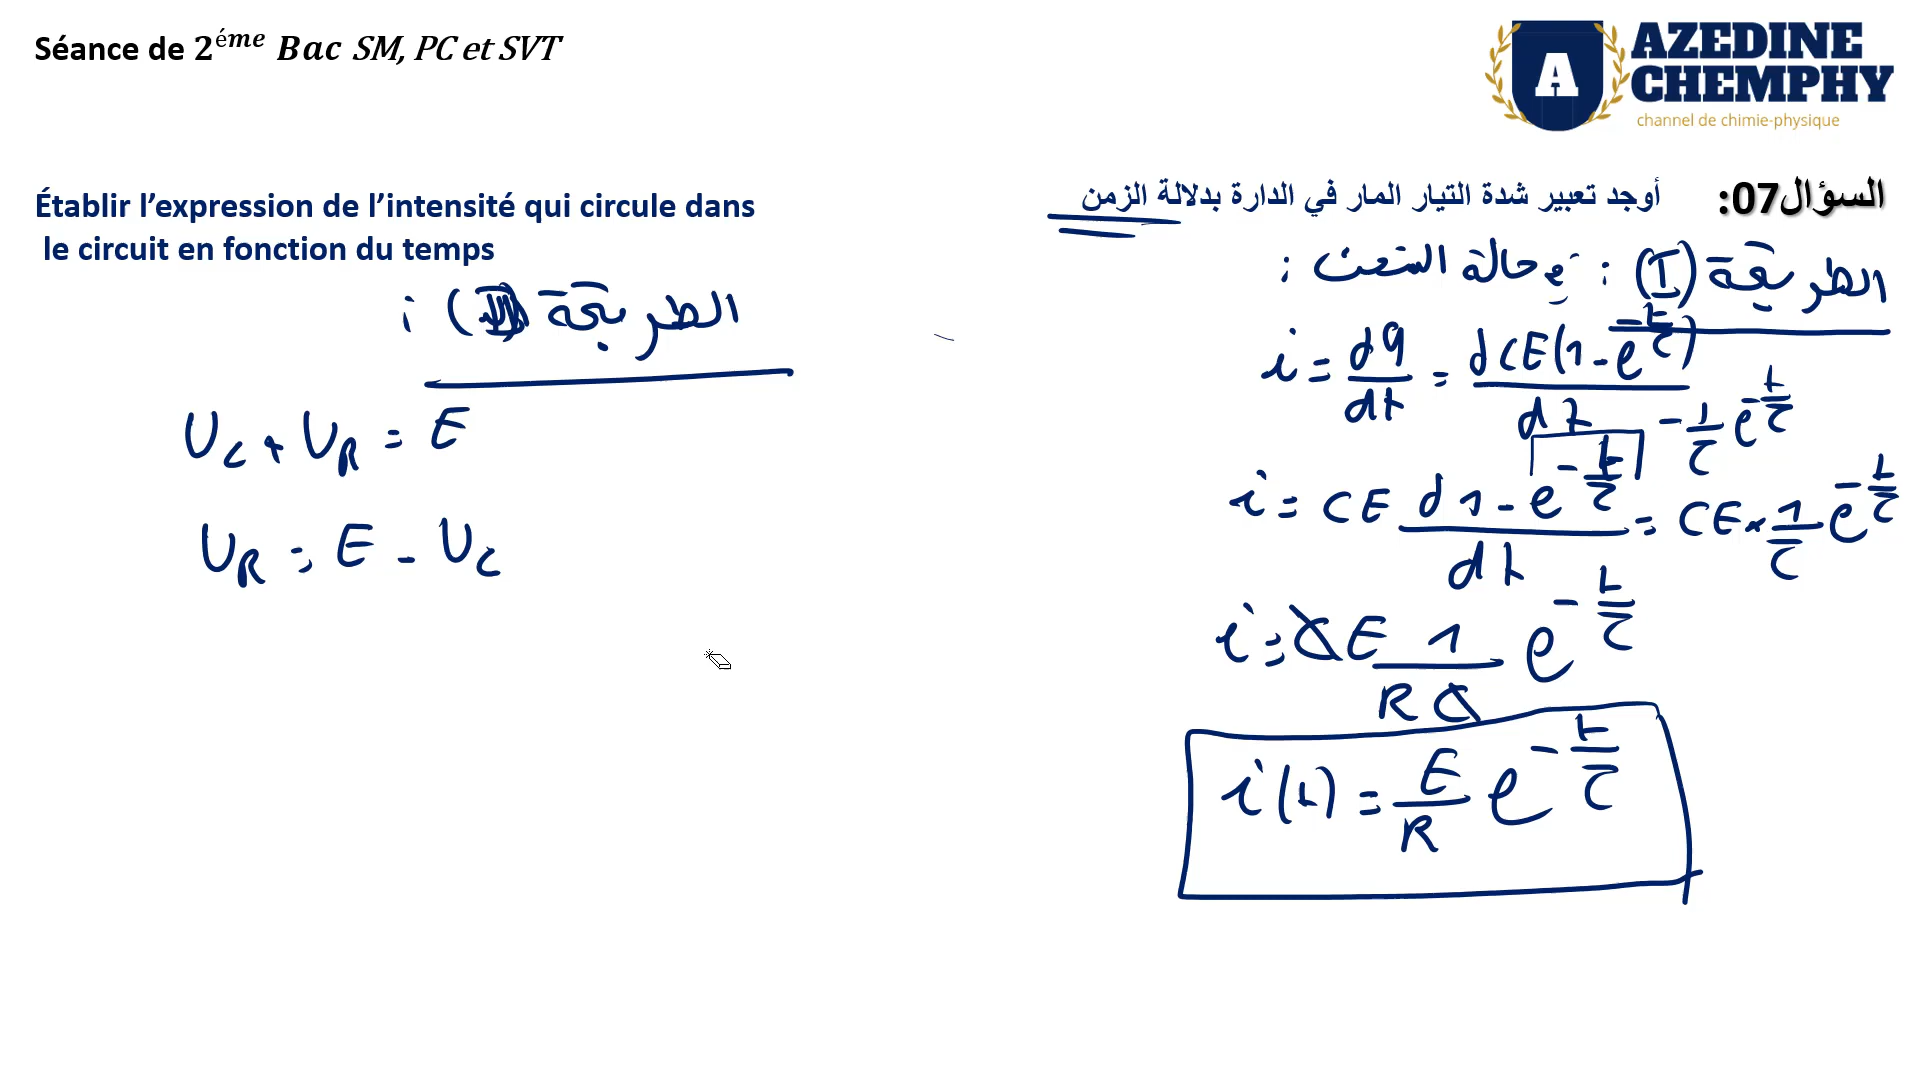 Séance de 2éme Bac SM, PC et SVT
AZEDINE
CHEMPHY
channel de chimie-physique
A
السؤال07:
أوجد تعبير شدة التيار المار في الدارة بدلالة الزمن
Établir l’expression de l’intensité qui circule dans
le circuit en fonction du temps
الطريقة (I) : في حالة الشحن :
i = dq/dt = dCE(1-e^-t/τ)/dt
-1/τ e^-t/τ
i = CE d1-e^-t/τ/dt = CE×1/τ e^-t/τ
i = CE 1/RC e^-t/τ
i(t) = E/R e^-t/τ
الطريقة (II) :
Uc + UR = E
UR = E - Uc